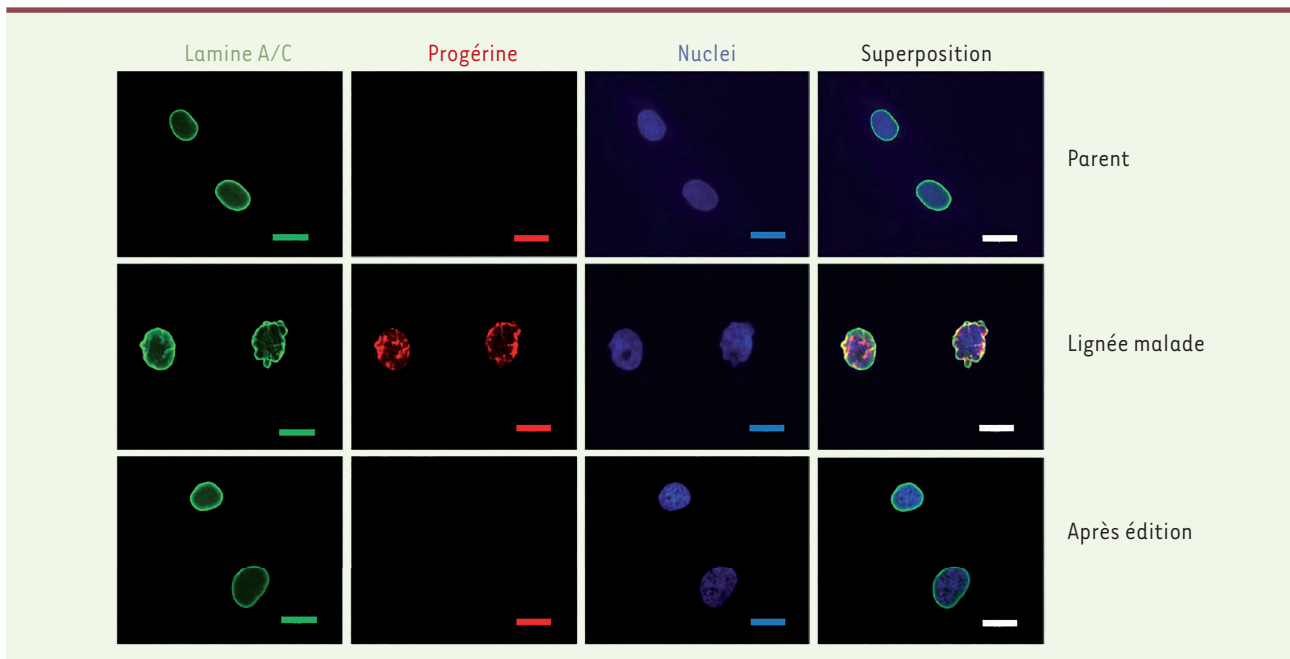 Lamine A/C
Progérine
Nuclei
Superposition
Parent
Lignée malade
Après édition